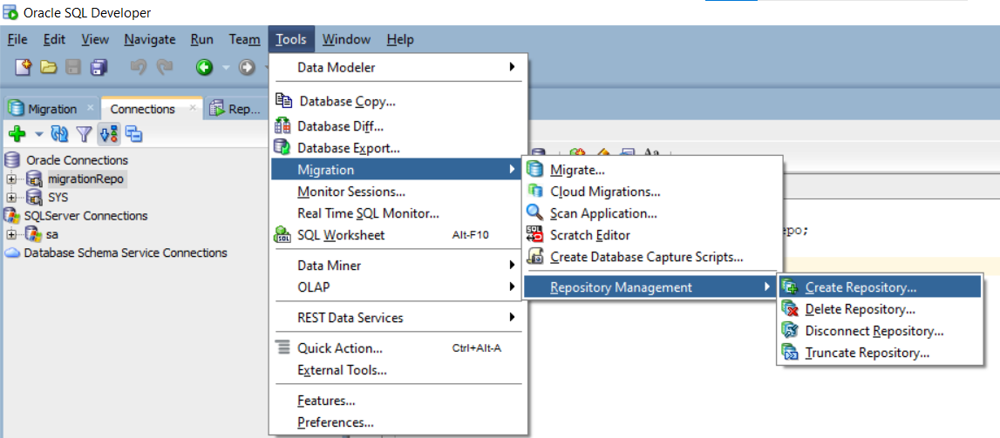 Oracle SQL Developer
File Edit View Navigate Run Team Tools Window Help
Migration Connections Rep...
Oracle Connections
migrationRepo
SYS
SQLServer Connections
sa
Database Schema Service Connections
Data Modeler
Database Copy...
Database Diff...
Database Export...
Migration
Monitor Sessions...
Real Time SQL Monitor...
SQL Worksheet Alt-F10
Data Miner
OLAP
REST Data Services
Quick Action... Ctrl+Alt-A
External Tools...
Features...
Preferences...
Migrate...
Cloud Migrations...
Scan Application...
Scratch Editor
Create Database Capture Scripts...
Repository Management
epo;
Create Repository...
Delete Repository...
Disconnect Repository...
Truncate Repository...